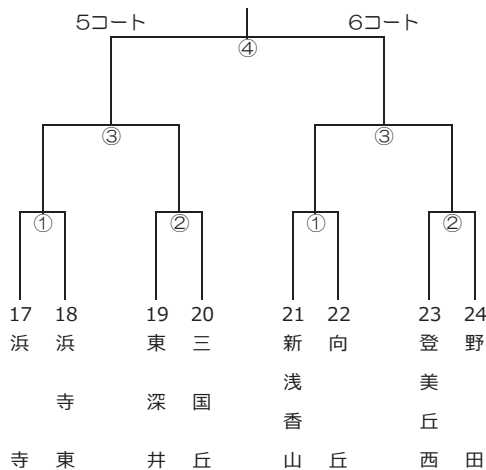 5コート 6コート
④
③ ③
① ② ① ②
17 18 19 20 21 22 23 24
浜寺
浜寺東
東深井
三国丘
新浅香山
向丘
登美丘西
野田